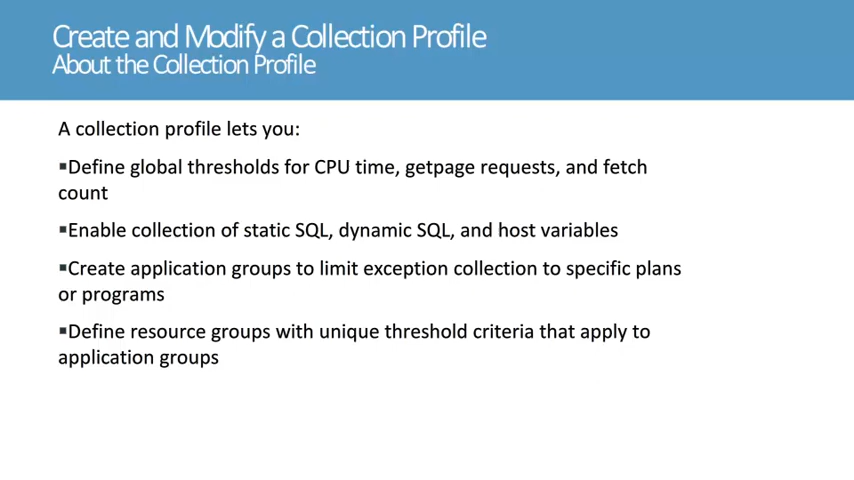 Create and Modify a Collection Profile
About the Collection Profile
A collection profile lets you:
▪Define global thresholds for CPU time, getpage requests, and fetch
count
▪Enable collection of static SQL, dynamic SQL, and host variables
▪Create application groups to limit exception collection to specific plans
or programs
▪Define resource groups with unique threshold criteria that apply to
application groups